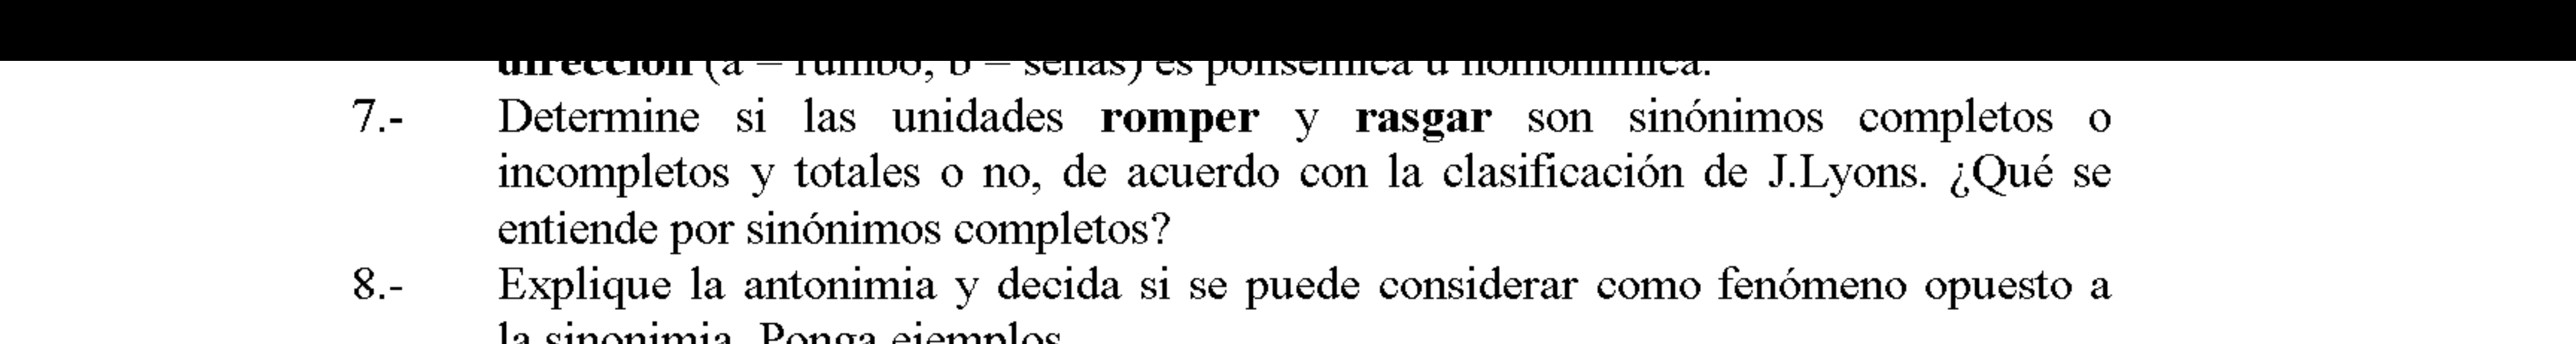 dirección (a – rumbo, b – señas) es polisémica u homonímica.
7.- Determine si las unidades romper y rasgar son sinónimos completos o
incompletos y totales o no, de acuerdo con la clasificación de J.Lyons. ¿Qué se
entiende por sinónimos completos?
8.- Explique la antonimia y decida si se puede considerar como fenómeno opuesto a
la sinonimia. Ponga ejemplos.